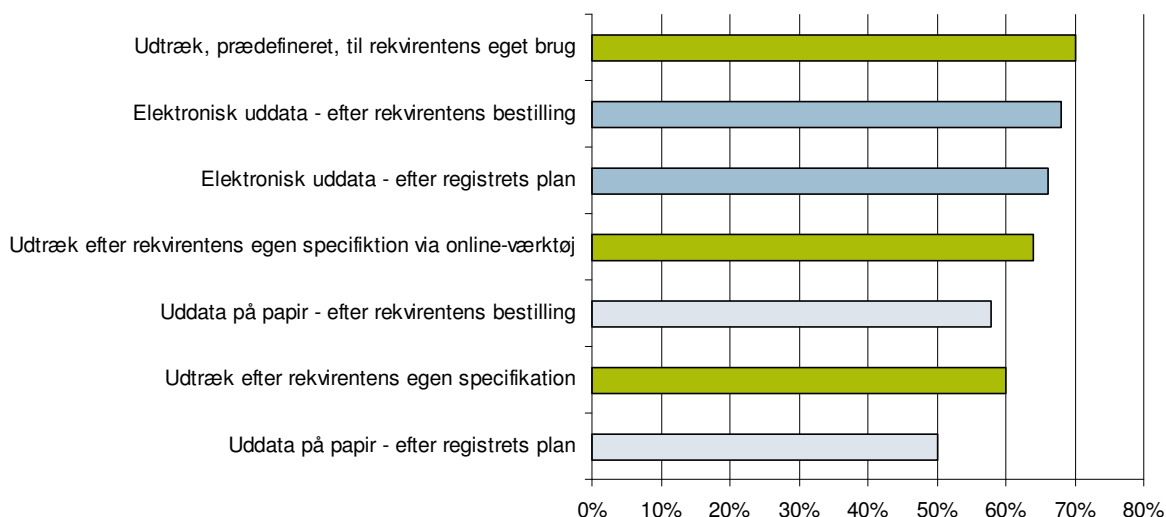 Udtræk, prædefineret, til rekvirentens eget brug
Elektronisk uddata - efter rekvirentens bestilling
Elektronisk uddata - efter registrets plan
Udtræk efter rekvirentens egen specifiktion via online-værktøj
Uddata på papir - efter rekvirentens bestilling
Udtræk efter rekvirentens egen specifikation
Uddata på papir - efter registrets plan
0% 10% 20% 30% 40% 50% 60% 70% 80%